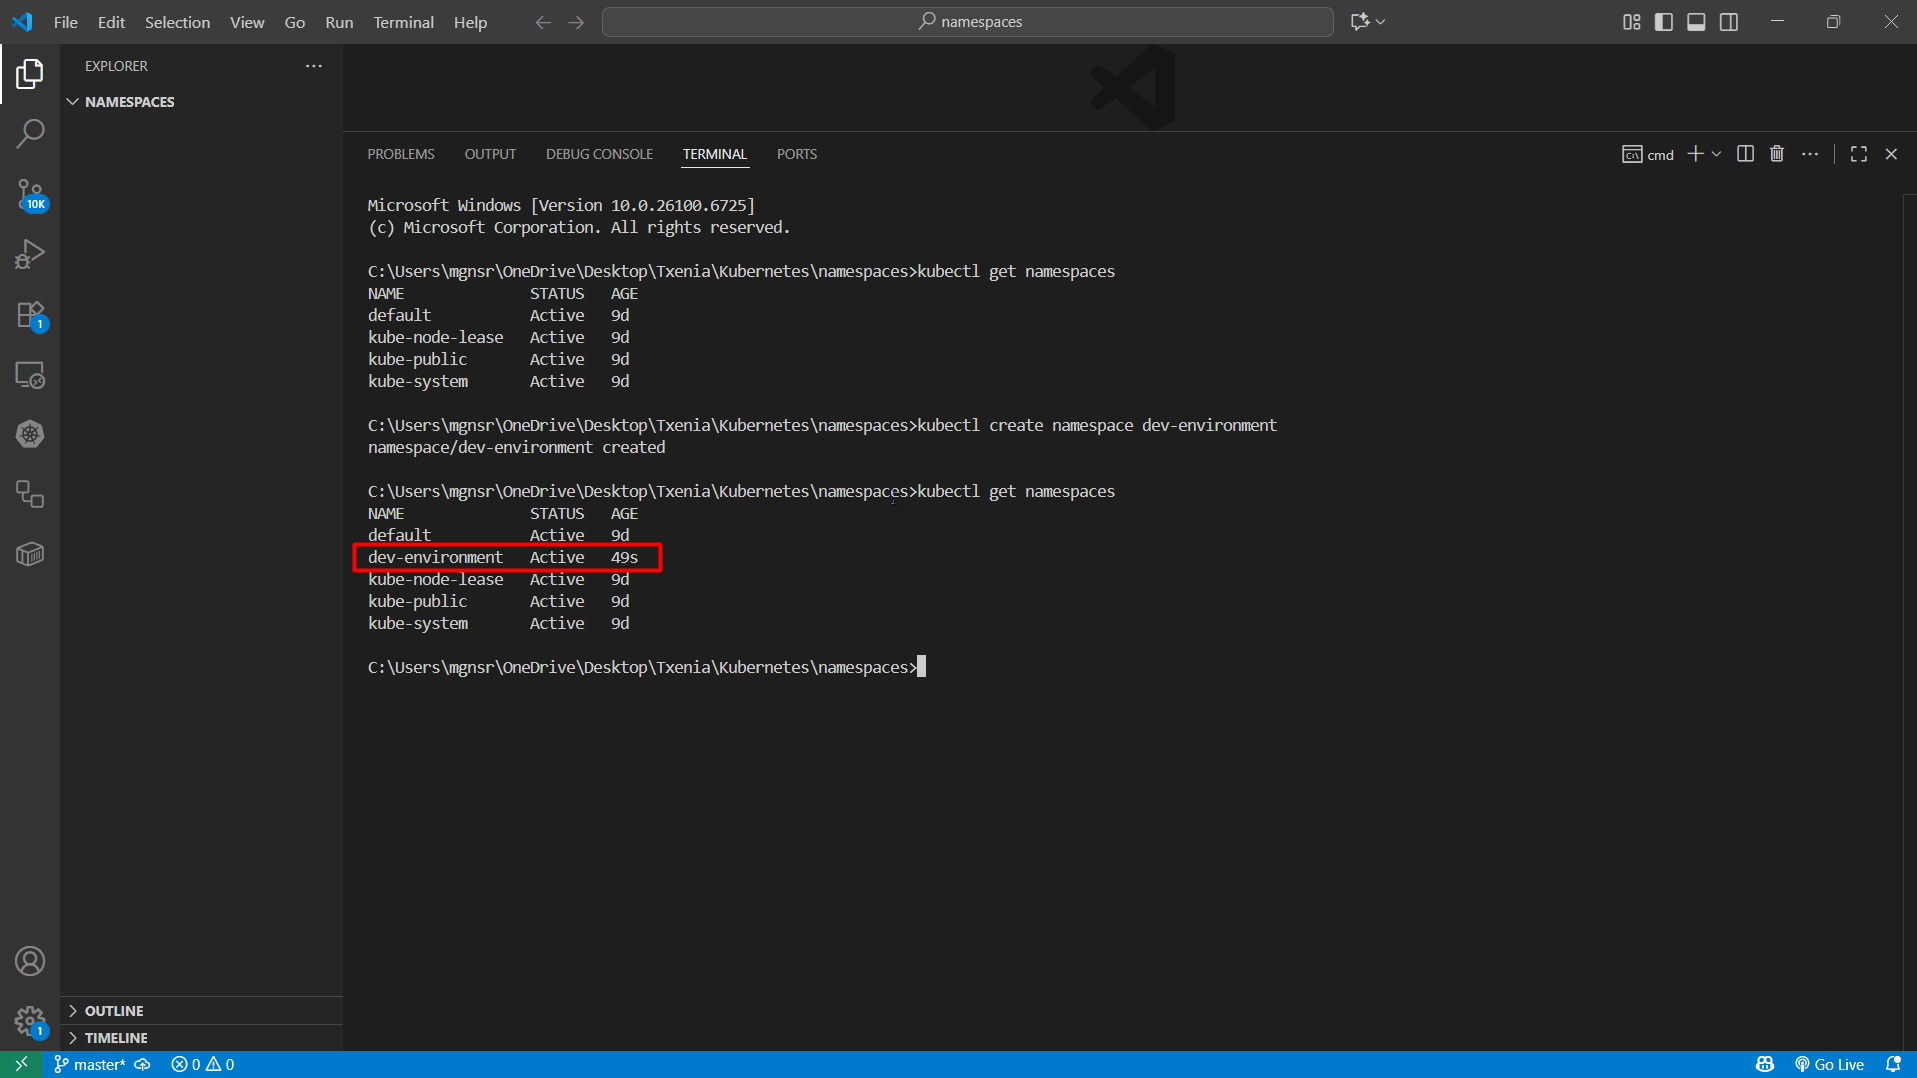 File Edit Selection View Go Run Terminal Help
namespaces
EXPLORER
NAMESPACES
PROBLEMS OUTPUT DEBUG CONSOLE TERMINAL PORTS
cmd
Microsoft Windows [Version 10.0.26100.6725]
(c) Microsoft Corporation. All rights reserved.
C:\Users\mgnsr\OneDrive\Desktop\Txenia\Kubernetes\namespaces>kubectl get namespaces
NAME STATUS AGE
default Active 9d
kube-node-lease Active 9d
kube-public Active 9d
kube-system Active 9d
C:\Users\mgnsr\OneDrive\Desktop\Txenia\Kubernetes\namespaces>kubectl create namespace dev-environment
namespace/dev-environment created
C:\Users\mgnsr\OneDrive\Desktop\Txenia\Kubernetes\namespaces>kubectl get namespaces
NAME STATUS AGE
default Active 9d
dev-environment Active 49s
kube-node-lease Active 9d
kube-public Active 9d
kube-system Active 9d
C:\Users\mgnsr\OneDrive\Desktop\Txenia\Kubernetes\namespaces>
10K
1
1
OUTLINE
TIMELINE
master* 0 0
Go Live